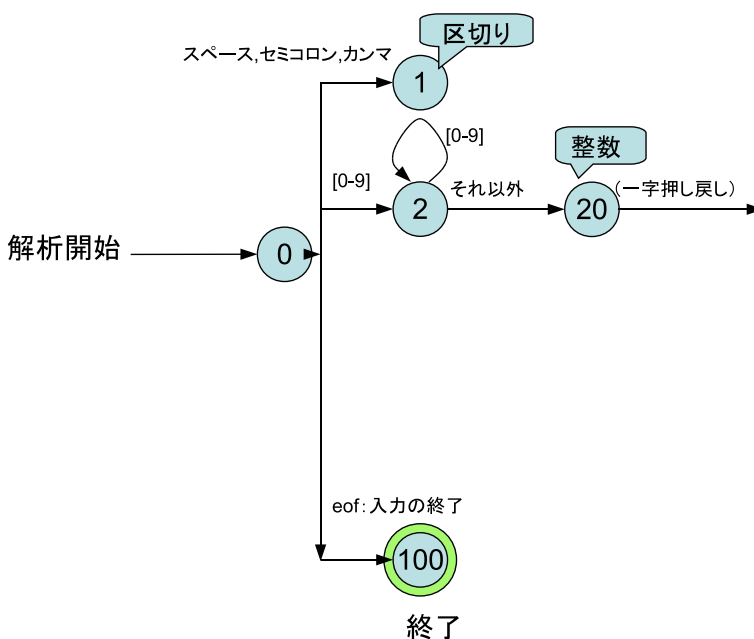 区切り
スペース,セミコロン,カンマ
1
[0-9]
整数
[0-9]
それ以外
(一字押し戻し)
2
20
解析開始
0
eof:入力の終了
100
終了